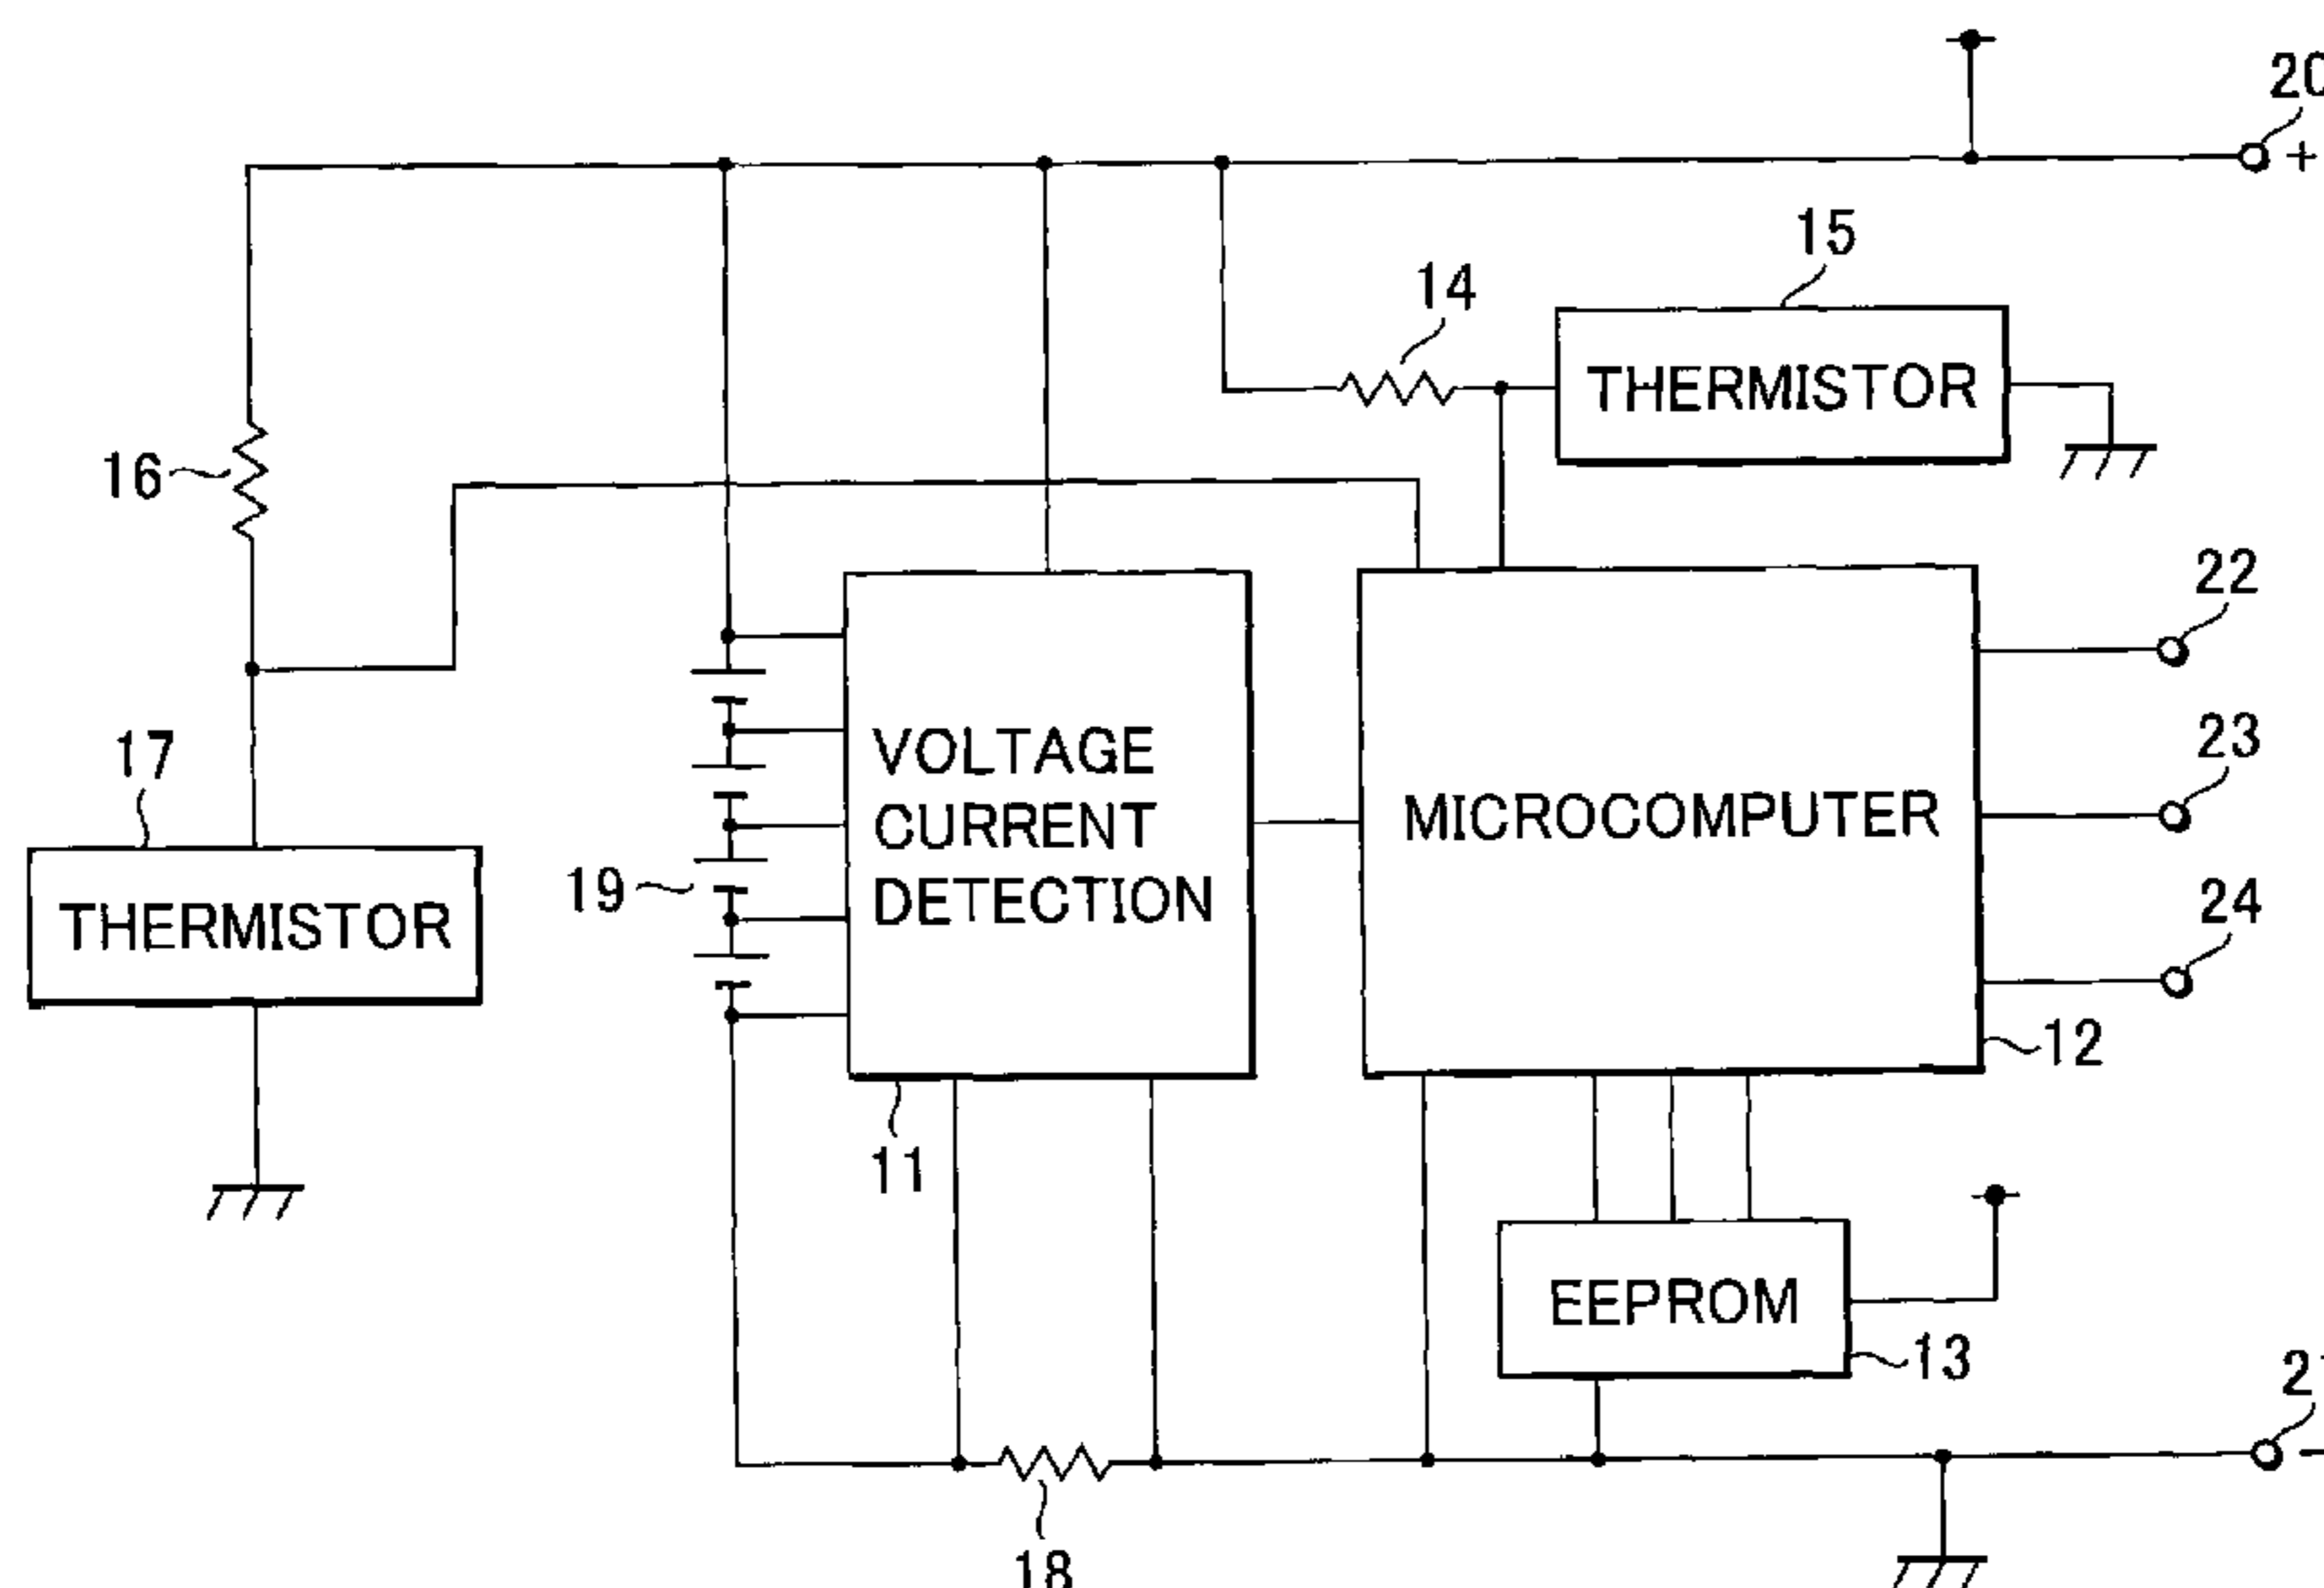 20
+
15
14
THERMISTOR
16
22
17
VOLTAGE
23
CURRENT
MICROCOMPUTER
19
DETECTION
24
THERMISTOR
12
11
EEPROM
13
18
-